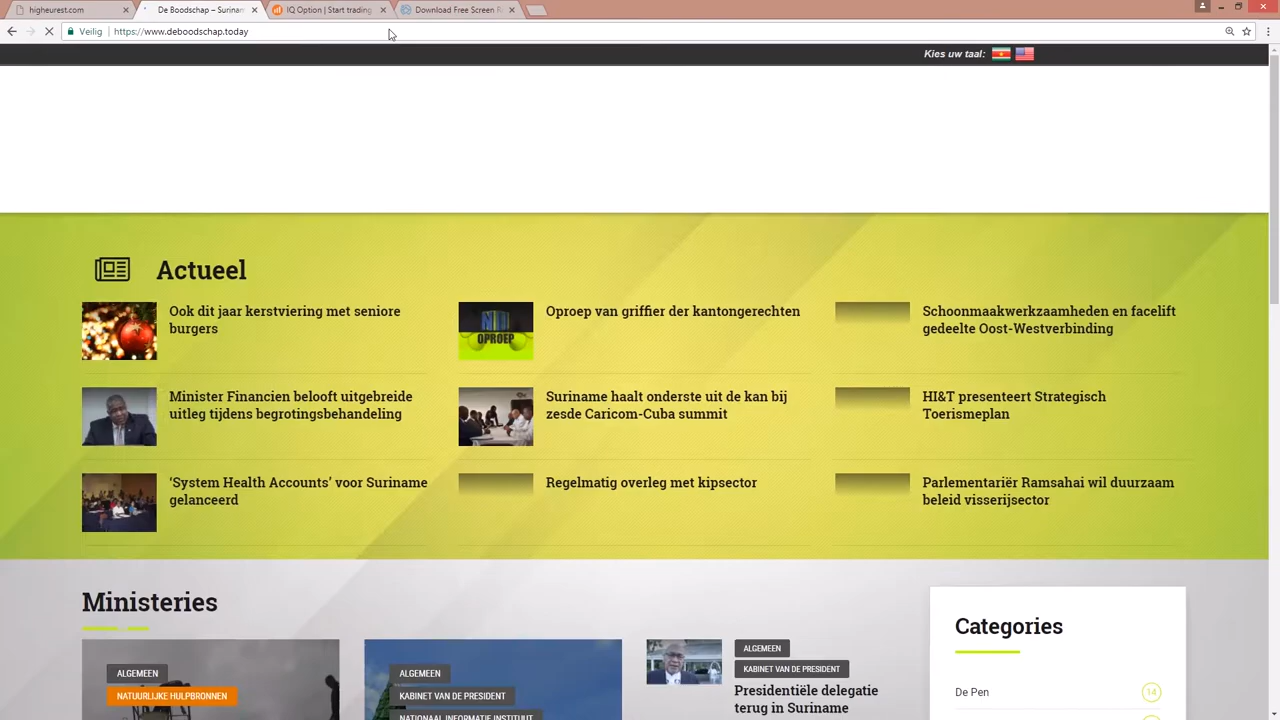 higheurest.com
De Boodschap – Surinam
IQ Option | Start trading
Download Free Screen R
Veilig
https://www.deboodschap.today
Kies uw taal:
Actueel
Ook dit jaar kerstviering met seniore
burgers
Oproep van griffier der kantongerechten
Schoonmaakwerkzaamheden en facelift
gedeelte Oost-Westverbinding
OPROEP
Minister Financien belooft uitgebreide
uitleg tijdens begrotingsbehandeling
Suriname haalt onderste uit de kan bij
zesde Caricom-Cuba summit
HI&T presenteert Strategisch
Toerismeplan
‘System Health Accounts’ voor Suriname
gelanceerd
Regelmatig overleg met kipsector
Parlementariër Ramsahai wil duurzaam
beleid visserijsector
Ministeries
ALGEMEEN
NATUURLIJKE HULPBRONNEN
ALGEMEEN
KABINET VAN DE PRESIDENT
NATIONAAL INFORMATIE INSTITUUT
ALGEMEEN
KABINET VAN DE PRESIDENT
Presidentiële delegatie
terug in Suriname
Categories
De Pen
14